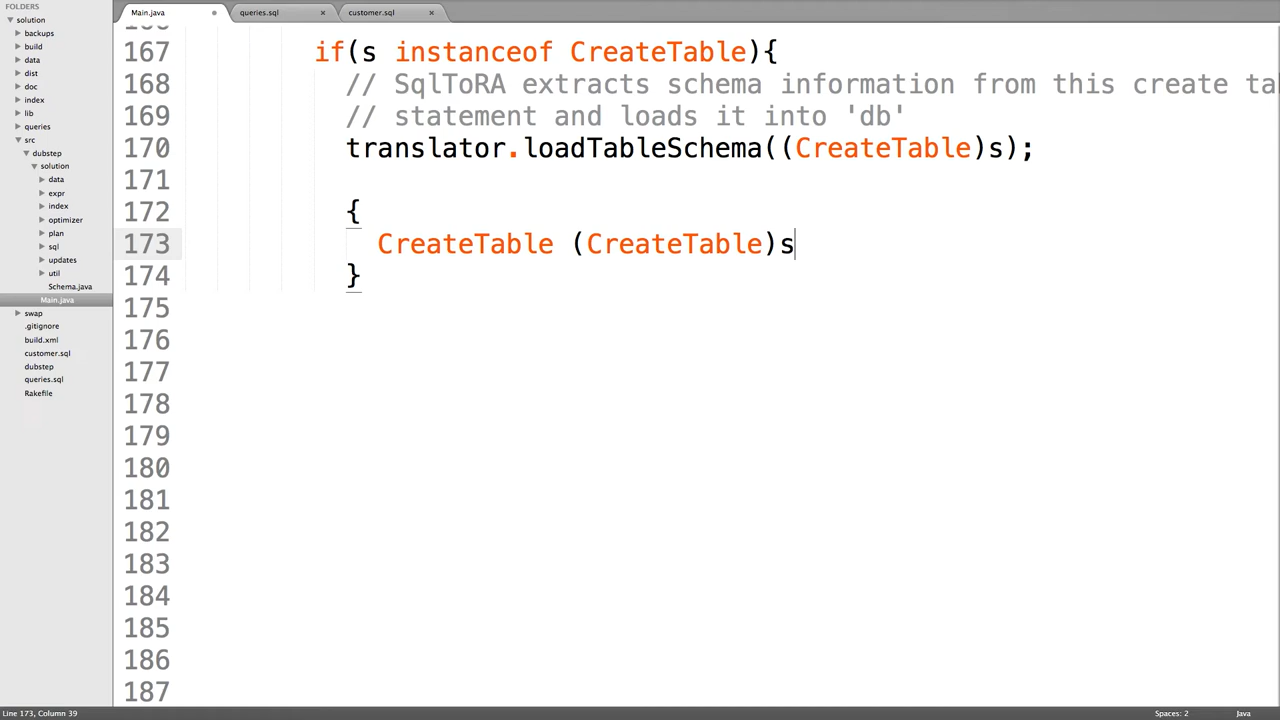 FOLDERS
solution
backups
build
data
dist
doc
index
lib
queries
src
dubstep
solution
data
expr
index
optimizer
plan
sql
updates
util
Schema.java
Main.java
swap
.gitignore
build.xml
customer.sql
dubstep
queries.sql
Rakefile
Main.java queries.sql customer.sql
167 if(s instanceof CreateTable){
168 // SqlToRA extracts schema information from this create ta
169 // statement and loads it into 'db'
170 translator.loadTableSchema((CreateTable)s);
171
172 {
173 CreateTable (CreateTable)s
174 }
175
176
177
178
179
180
181
182
183
184
185
186
187
Line 173, Column 39 Spaces: 2 Java